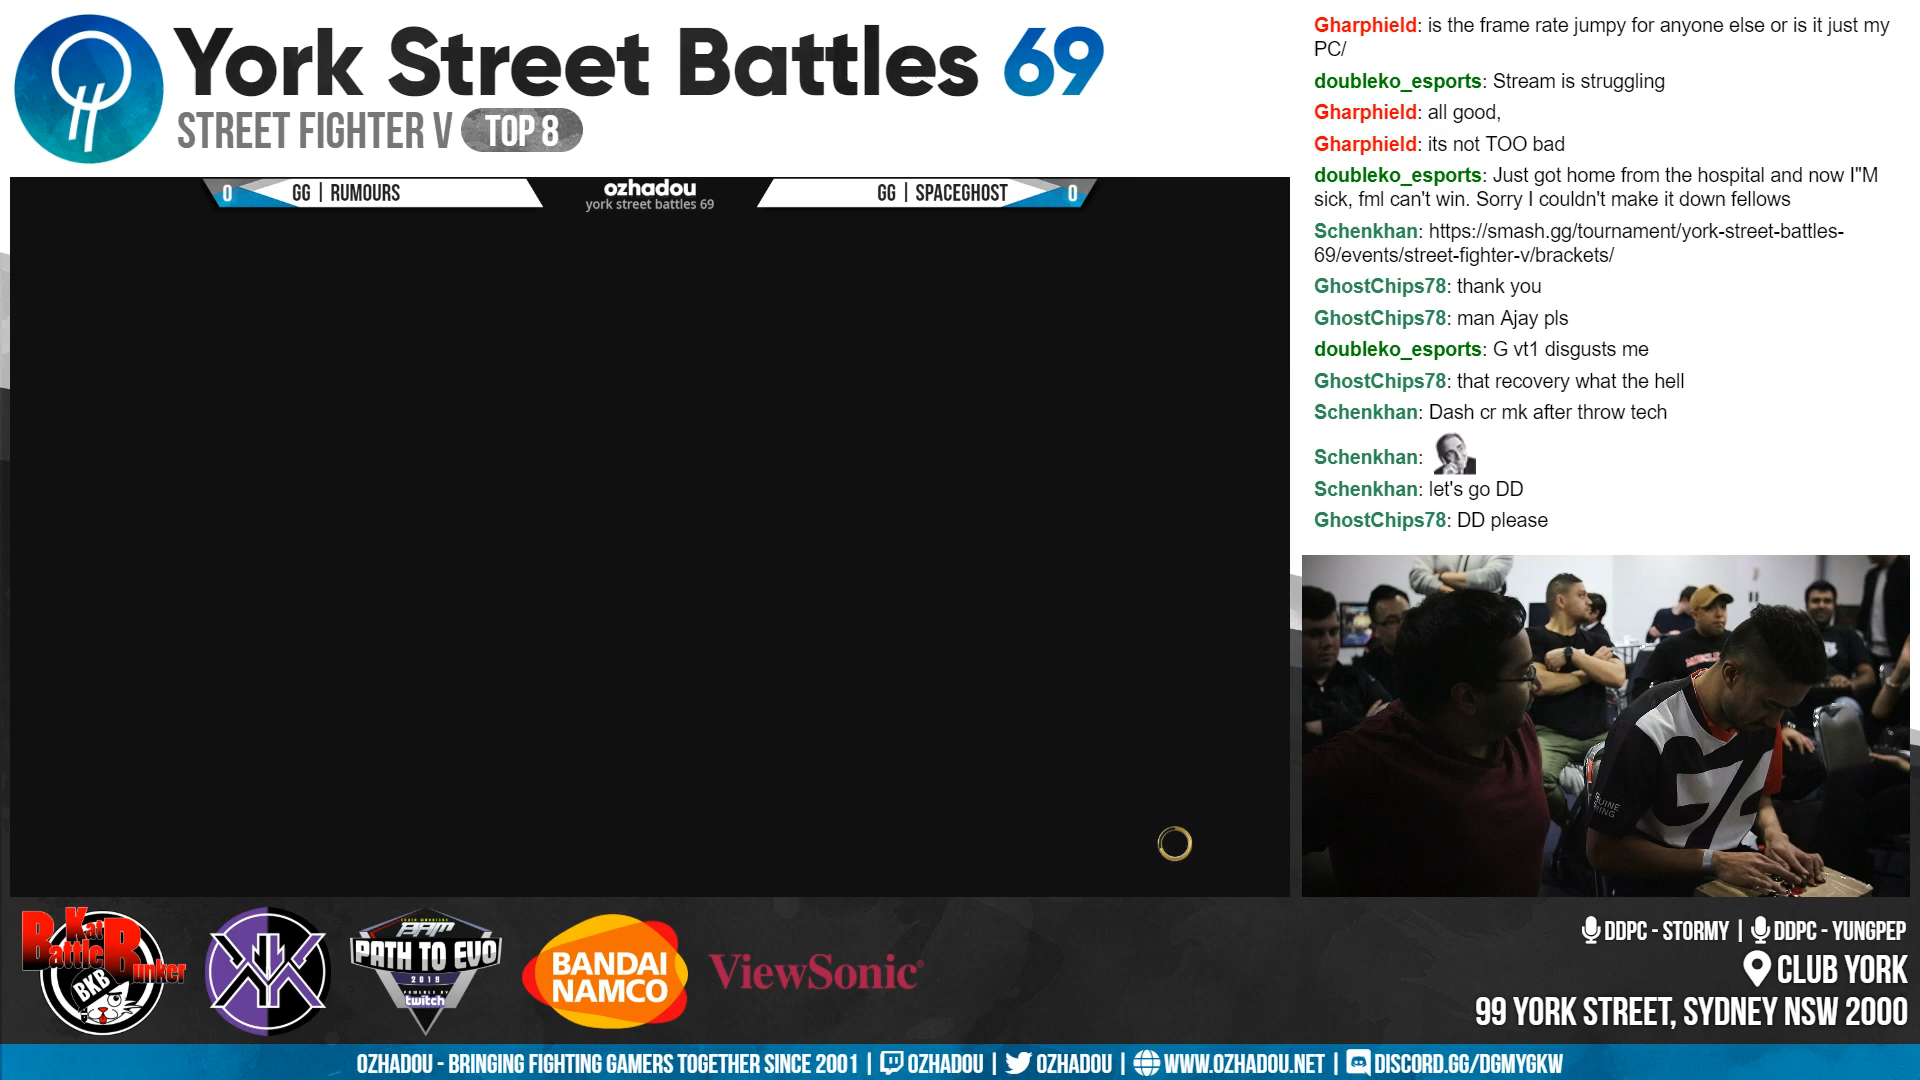 York Street Battles 69
STREET FIGHTER V TOP 8
0 GG | RUMOURS
ozhadou
york street battles 69
GG | SPACEGHOST 0
Gharphield: is the frame rate jumpy for anyone else or is it just my
PC/
doubleko_esports: Stream is struggling
Gharphield: all good,
Gharphield: its not TOO bad
doubleko_esports: Just got home from the hospital and now I"M
sick, fml can't win. Sorry I couldn't make it down fellows
Schenkhan: https://smash.gg/tournament/york-street-battles-
69/events/street-fighter-v/brackets/
GhostChips78: thank you
GhostChips78: man Ajay pls
doubleko_esports: G vt1 disgusts me
GhostChips78: that recovery what the hell
Schenkhan: Dash cr mk after throw tech
Schenkhan:
Schenkhan: let's go DD
GhostChips78: DD please
Kat
Battle
Bunker
BKB
BAM
PATH TO EVO
2019
POWERED BY
twitch
BANDAI
NAMCO
ViewSonic
DDPC - STORMY | DDPC - YUNGPEP
CLUB YORK
99 YORK STREET, SYDNEY NSW 2000
OZHADOU - BRINGING FIGHTING GAMERS TOGETHER SINCE 2001 | OZHADOU | OZHADOU | WWW.OZHADOU.NET | DISCORD.GG/DGMYGKW